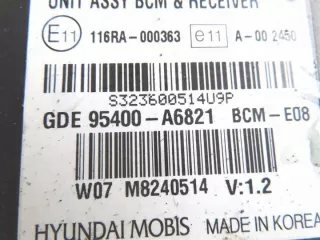 UNIT ASSY BCM & RECEIVER
E11 116RA-000363 e11 A-00 2450
S323600514U9P
GDE 95400-A6821 BCM-E08
W07 M8240514 V:1.2
HYUNDAI MOBIS MADE IN KOREA